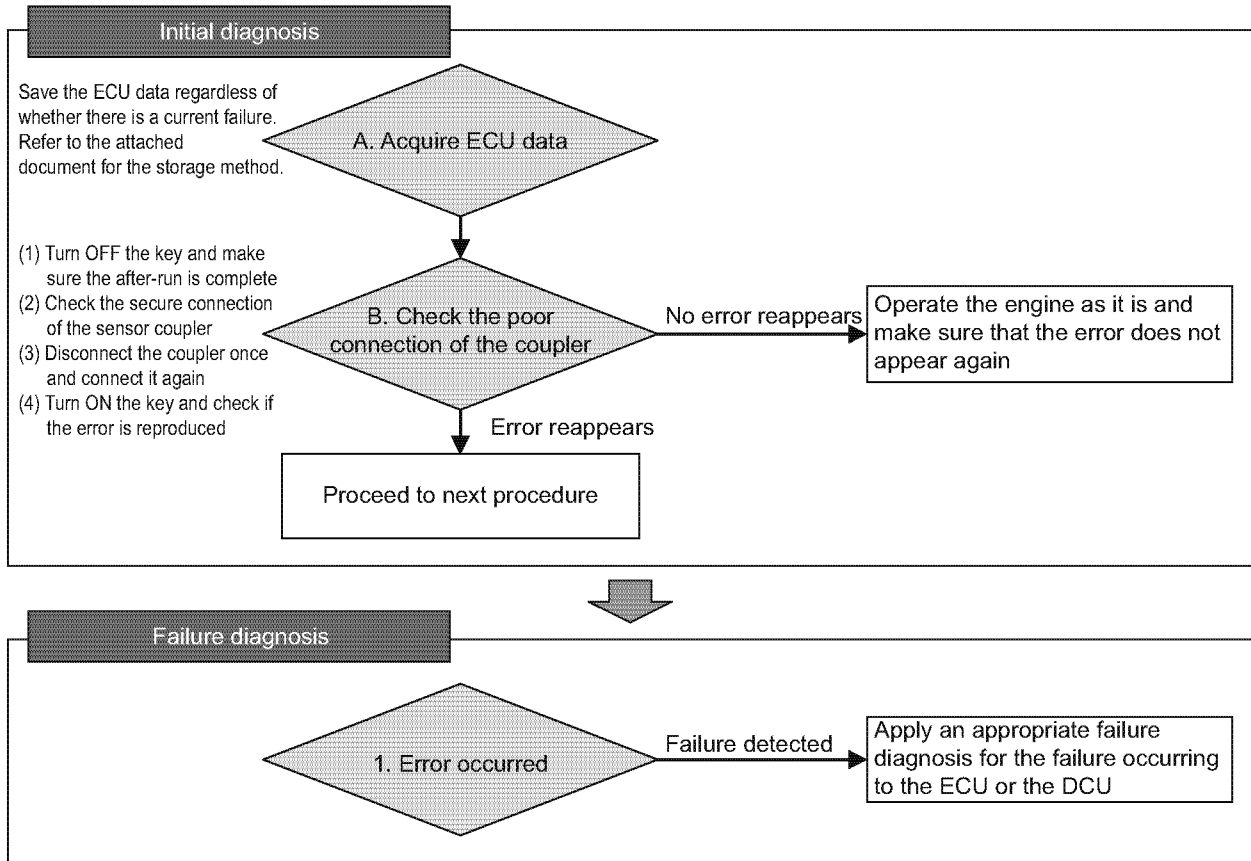 Initial diagnosis
Save the ECU data regardless of
whether there is a current failure.
Refer to the attached
document for the storage method.
A. Acquire ECU data
(1) Turn OFF the key and make
sure the after-run is complete
(2) Check the secure connection
of the sensor coupler
(3) Disconnect the coupler once
and connect it again
(4) Turn ON the key and check if
the error is reproduced
B. Check the poor
connection of the coupler
No error reappears
Operate the engine as it is and
make sure that the error does not
appear again
Error reappears
Proceed to next procedure
Failure diagnosis
1. Error occurred
Failure detected
Apply an appropriate failure
diagnosis for the failure occurring
to the ECU or the DCU